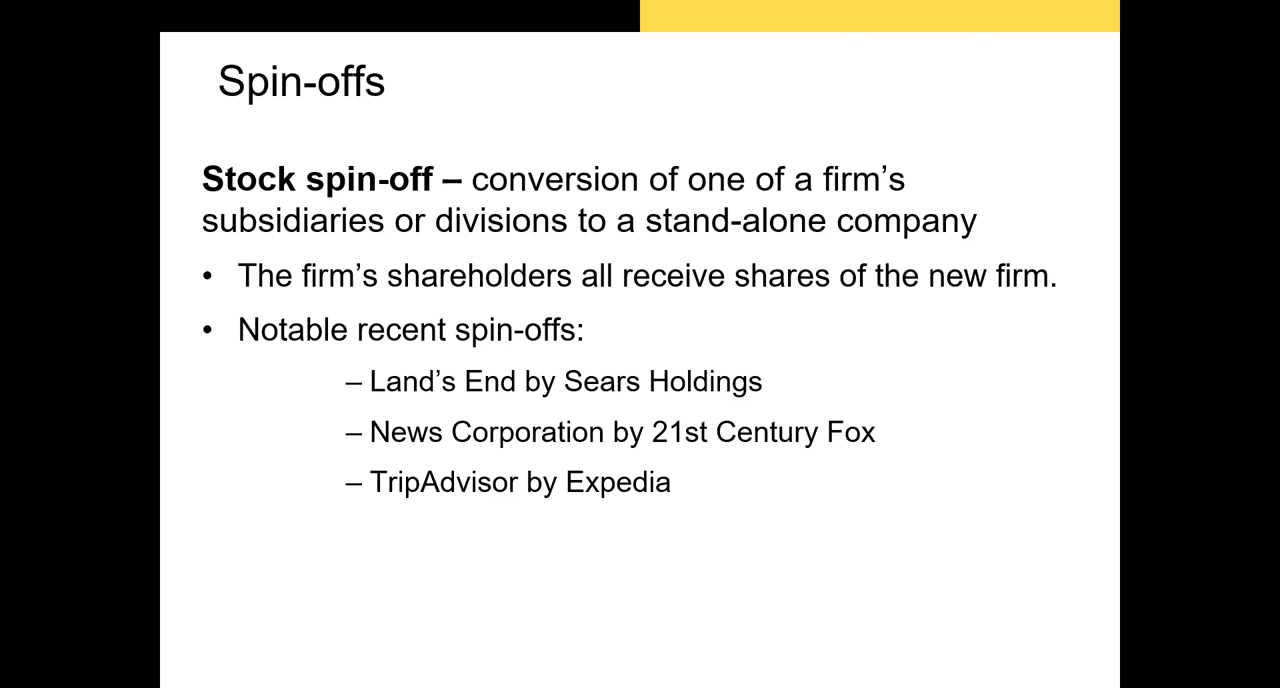 Spin-offs
Stock spin-off – conversion of one of a firm’s
subsidiaries or divisions to a stand-alone company
• The firm’s shareholders all receive shares of the new firm.
• Notable recent spin-offs:
– Land’s End by Sears Holdings
– News Corporation by 21st Century Fox
– TripAdvisor by Expedia